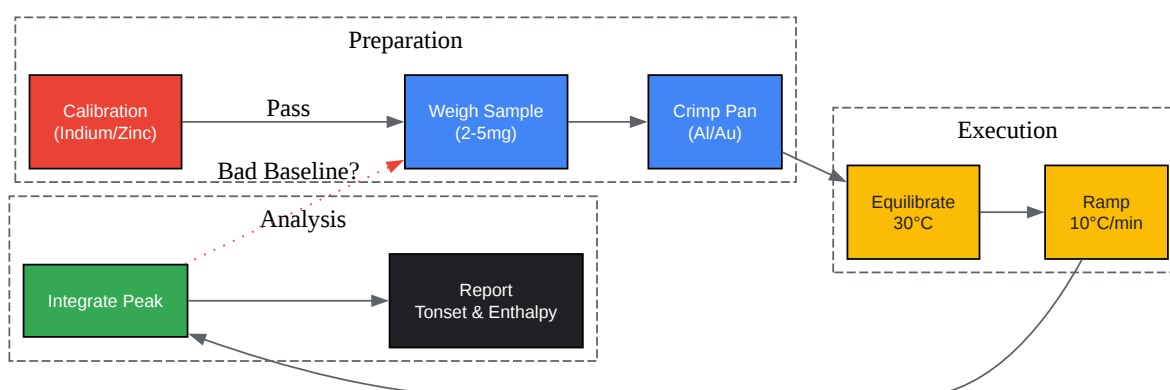 Preparation
Calibration
(Indium/Zinc)
Pass
Weigh Sample
(2-5mg)
Crimp Pan
(Al/Au)
Bad Baseline?
Execution
Equilibrate
30°C
Ramp
10°C/min
Analysis
Integrate Peak
Report
Tonset & Enthalpy